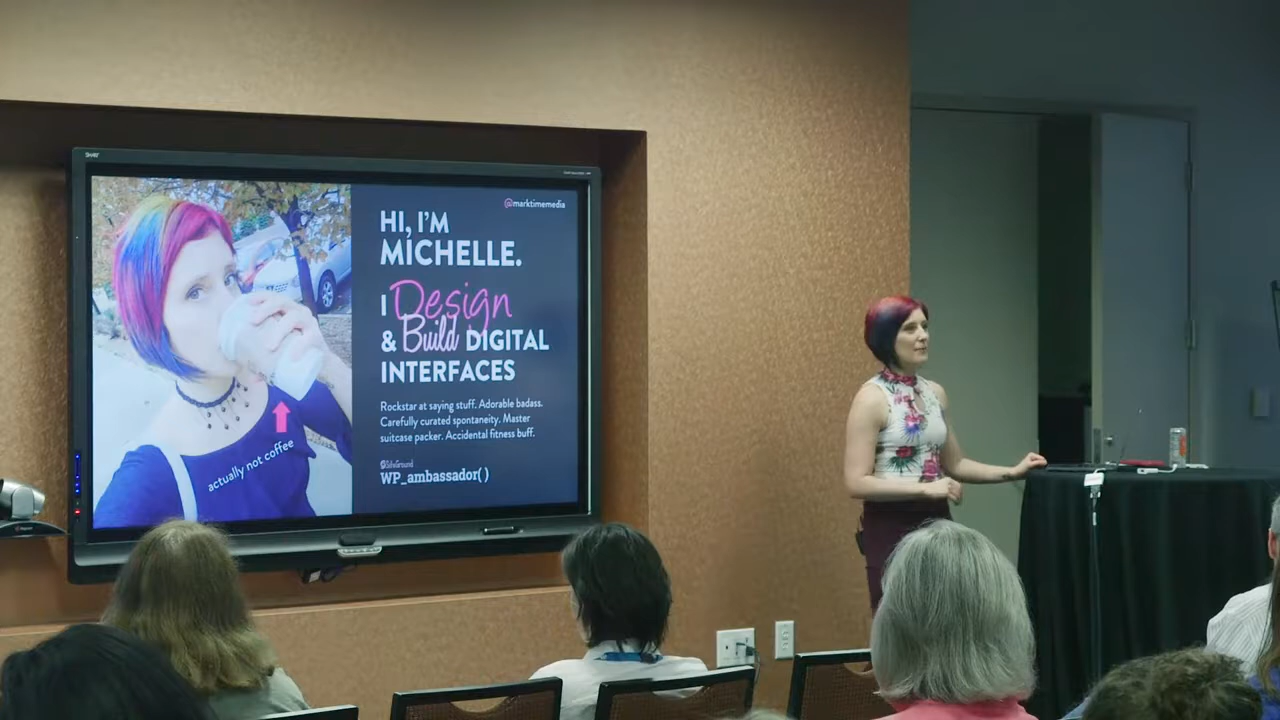 SMART
@marktimemedia
HI, I'M
MICHELLE.
I Design
& Build DIGITAL
INTERFACES
Rockstar at saying stuff. Adorable badass.
Carefully curated spontaneity. Master
suitcase packer. Accidental fitness buff.
WP_ambassador()
actually not coffee